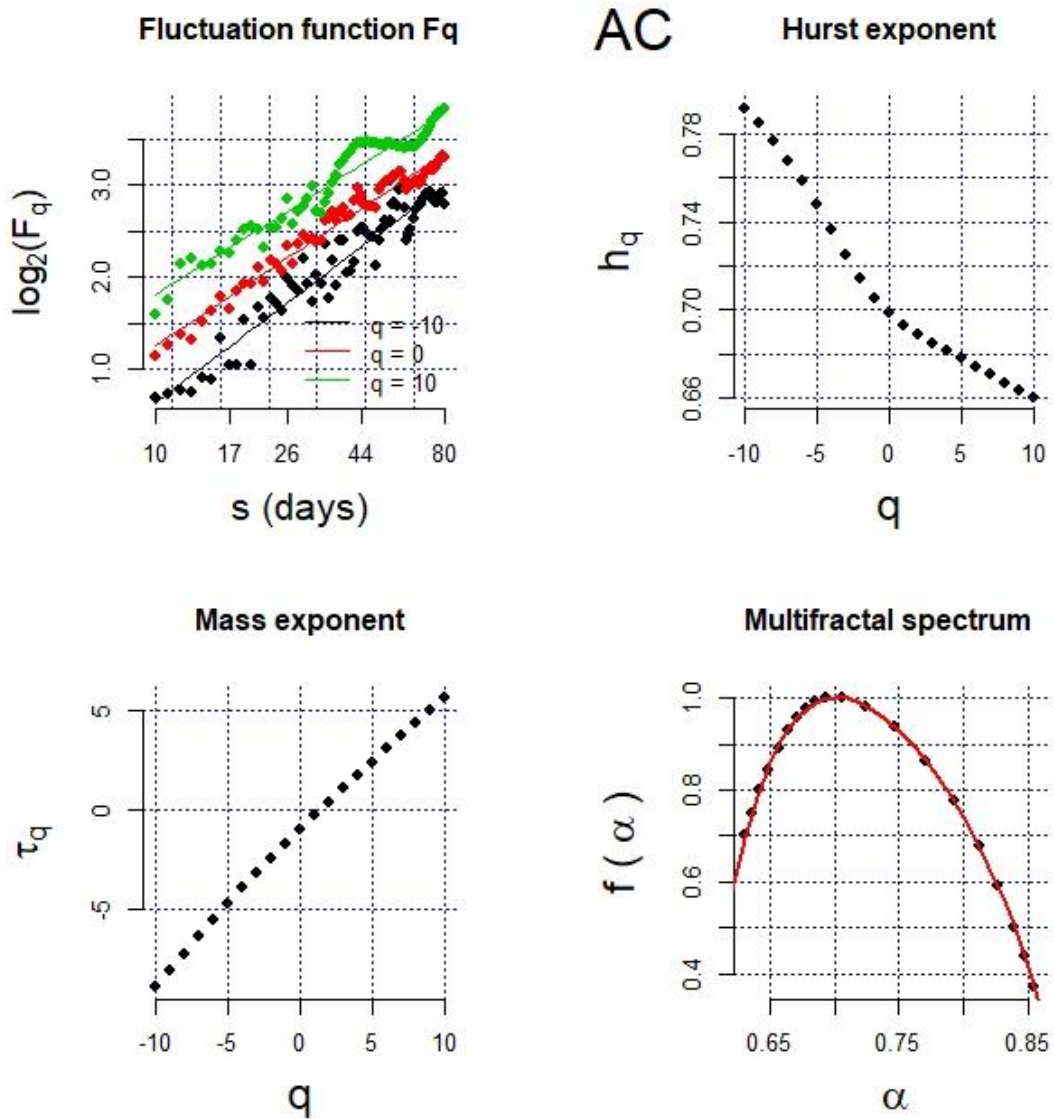 Fluctuation function Fq
log₂(F_q)
3.0
2.0
1.0
q = -10
q = 0
q = 10
10 17 26 44 80
s (days)
AC
Hurst exponent
h_q
0.78
0.74
0.70
0.66
-10 -5 0 5 10
q
Mass exponent
τ_q
5
0
-5
-10 -5 0 5 10
q
Multifractal spectrum
f ( α )
1.0
0.8
0.6
0.4
0.65 0.75 0.85
α